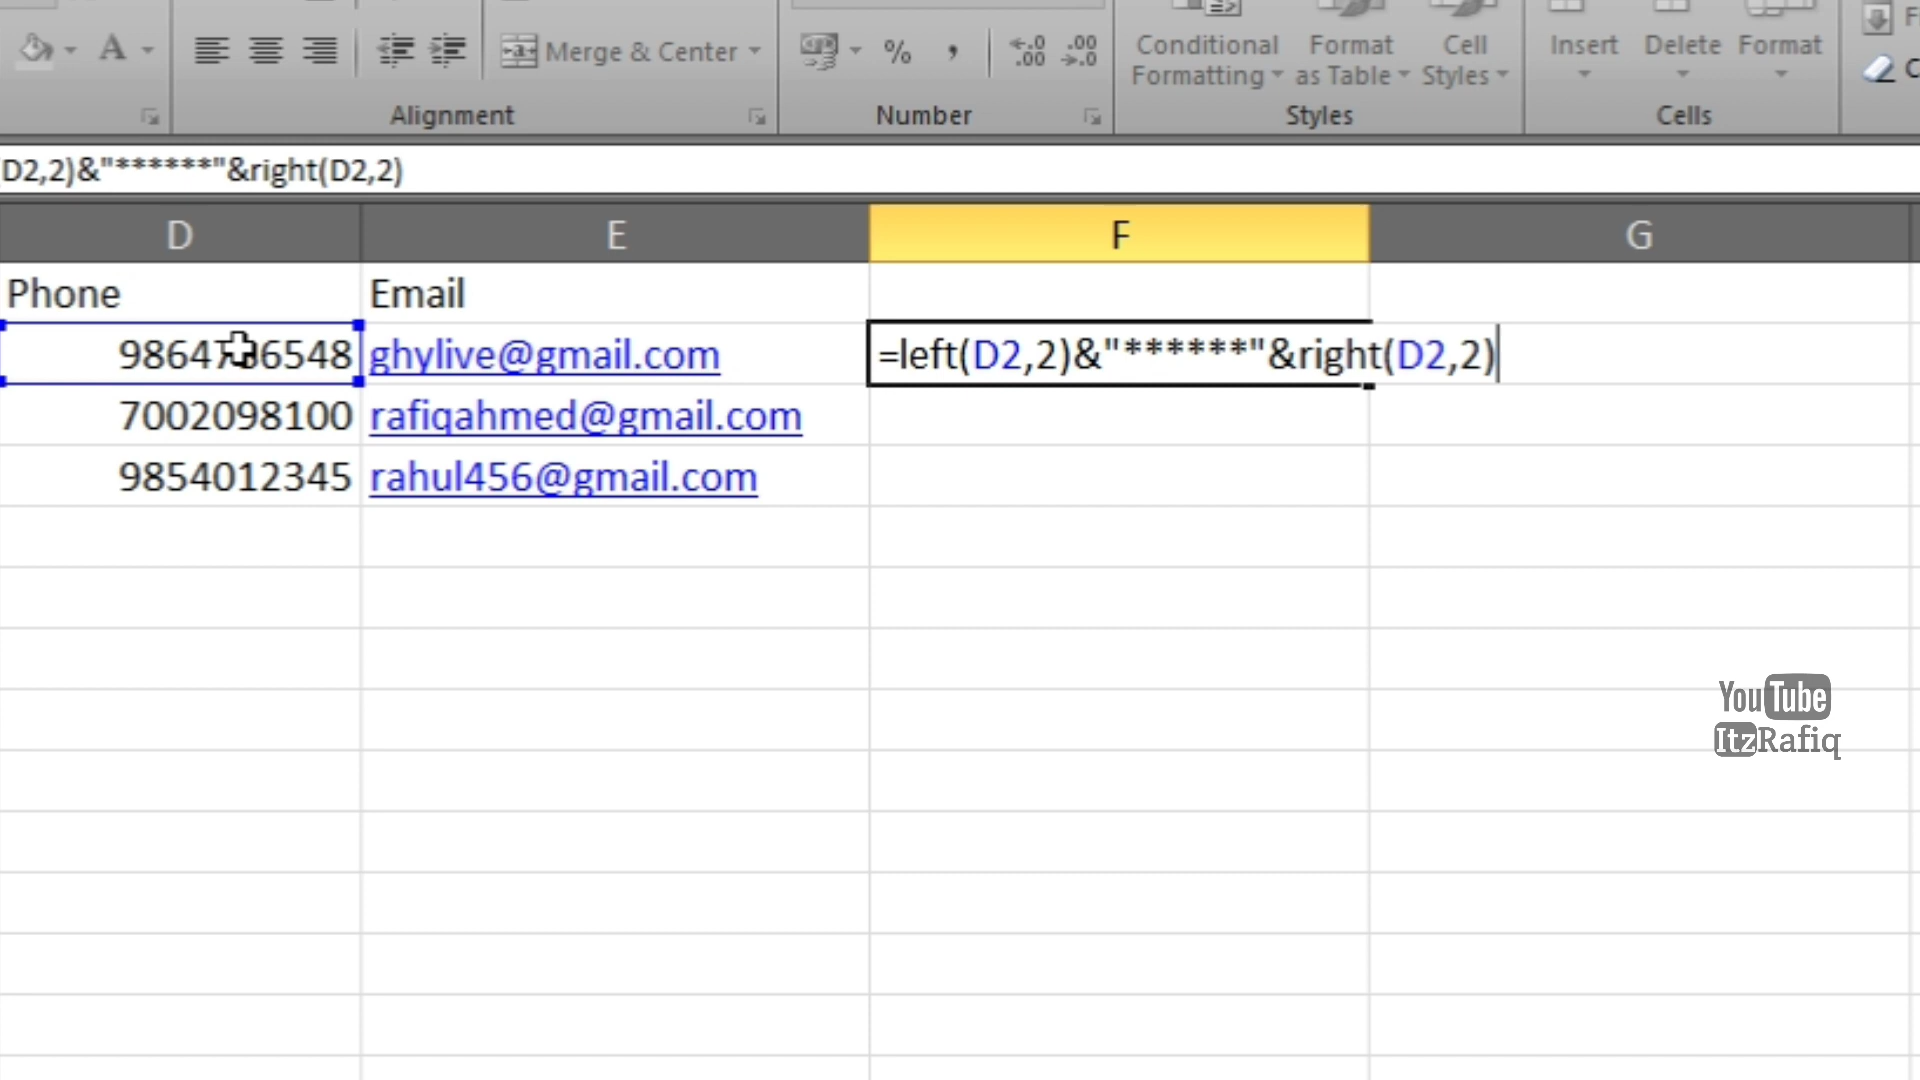 Merge & Center
%
,
Conditional Formatting
Format as Table
Cell Styles
Insert
Delete
Format
Alignment
Number
Styles
Cells
D2,2)&"******"&right(D2,2)
D E F G
Phone Email
ghylive@gmail.com =left(D2,2)&"******"&right(D2,2)
7002098100 rafiqahmed@gmail.com
9854012345 rahul456@gmail.com
YouTube
ItzRafiq